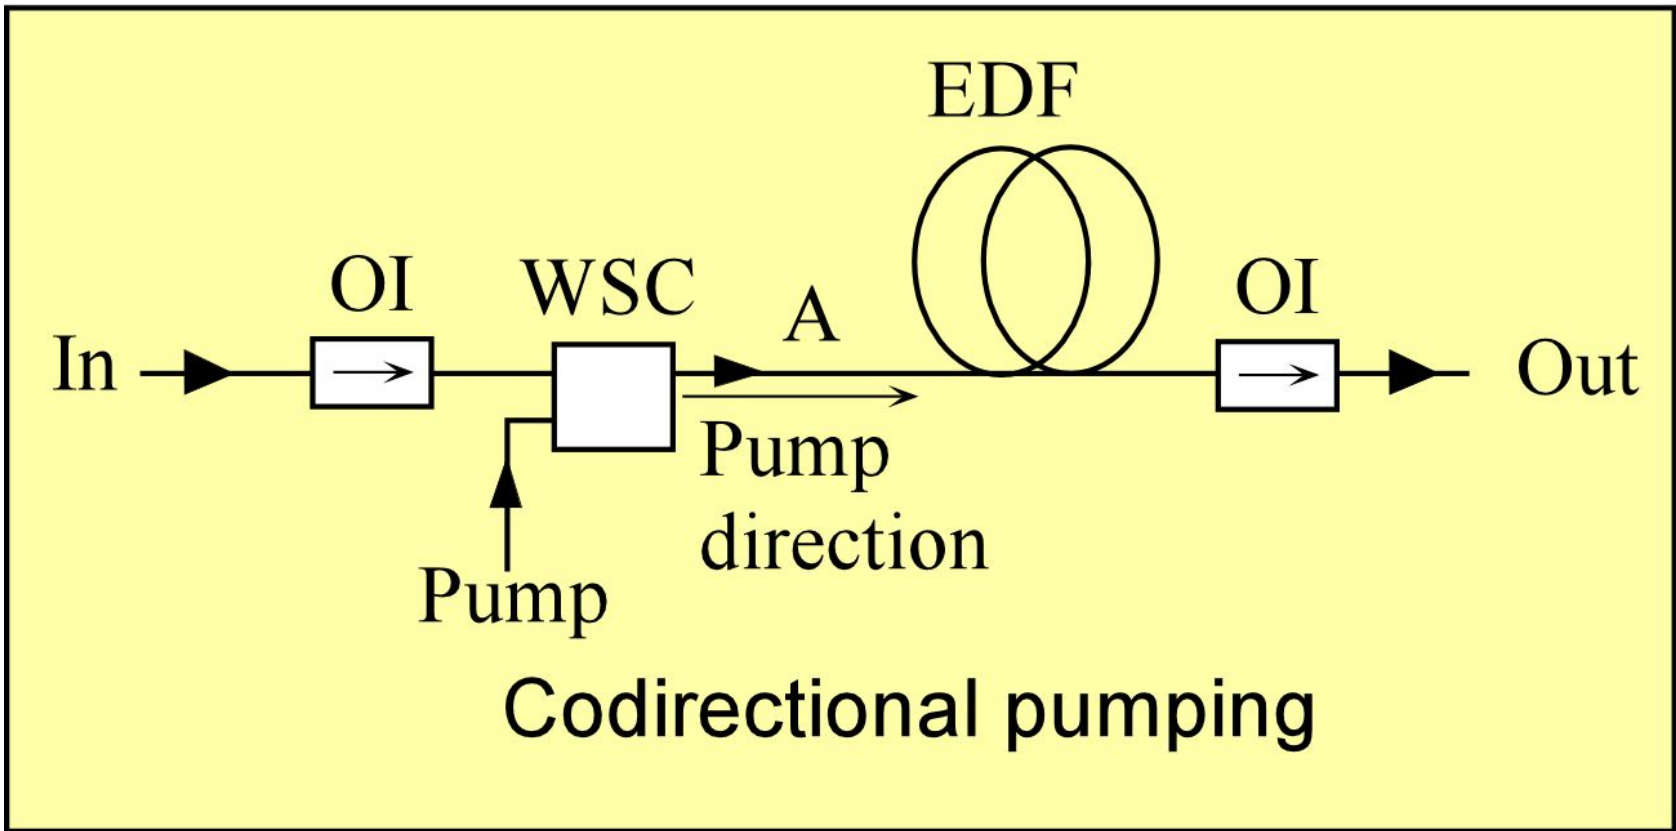 EDF
OI
WSC
A
OI
In
Out
Pump
direction
Pump
Codirectional pumping